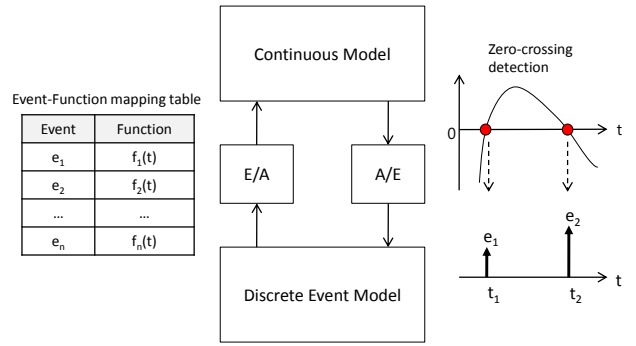 Continuous Model
Zero-crossing
detection
Event-Function mapping table
Event Function
e₁ f₁(t)
e₂ f₂(t)
... ...
eₙ fₙ(t)
E/A
A/E
0
t
e₁
e₂
t₁
t₂
t
Discrete Event Model